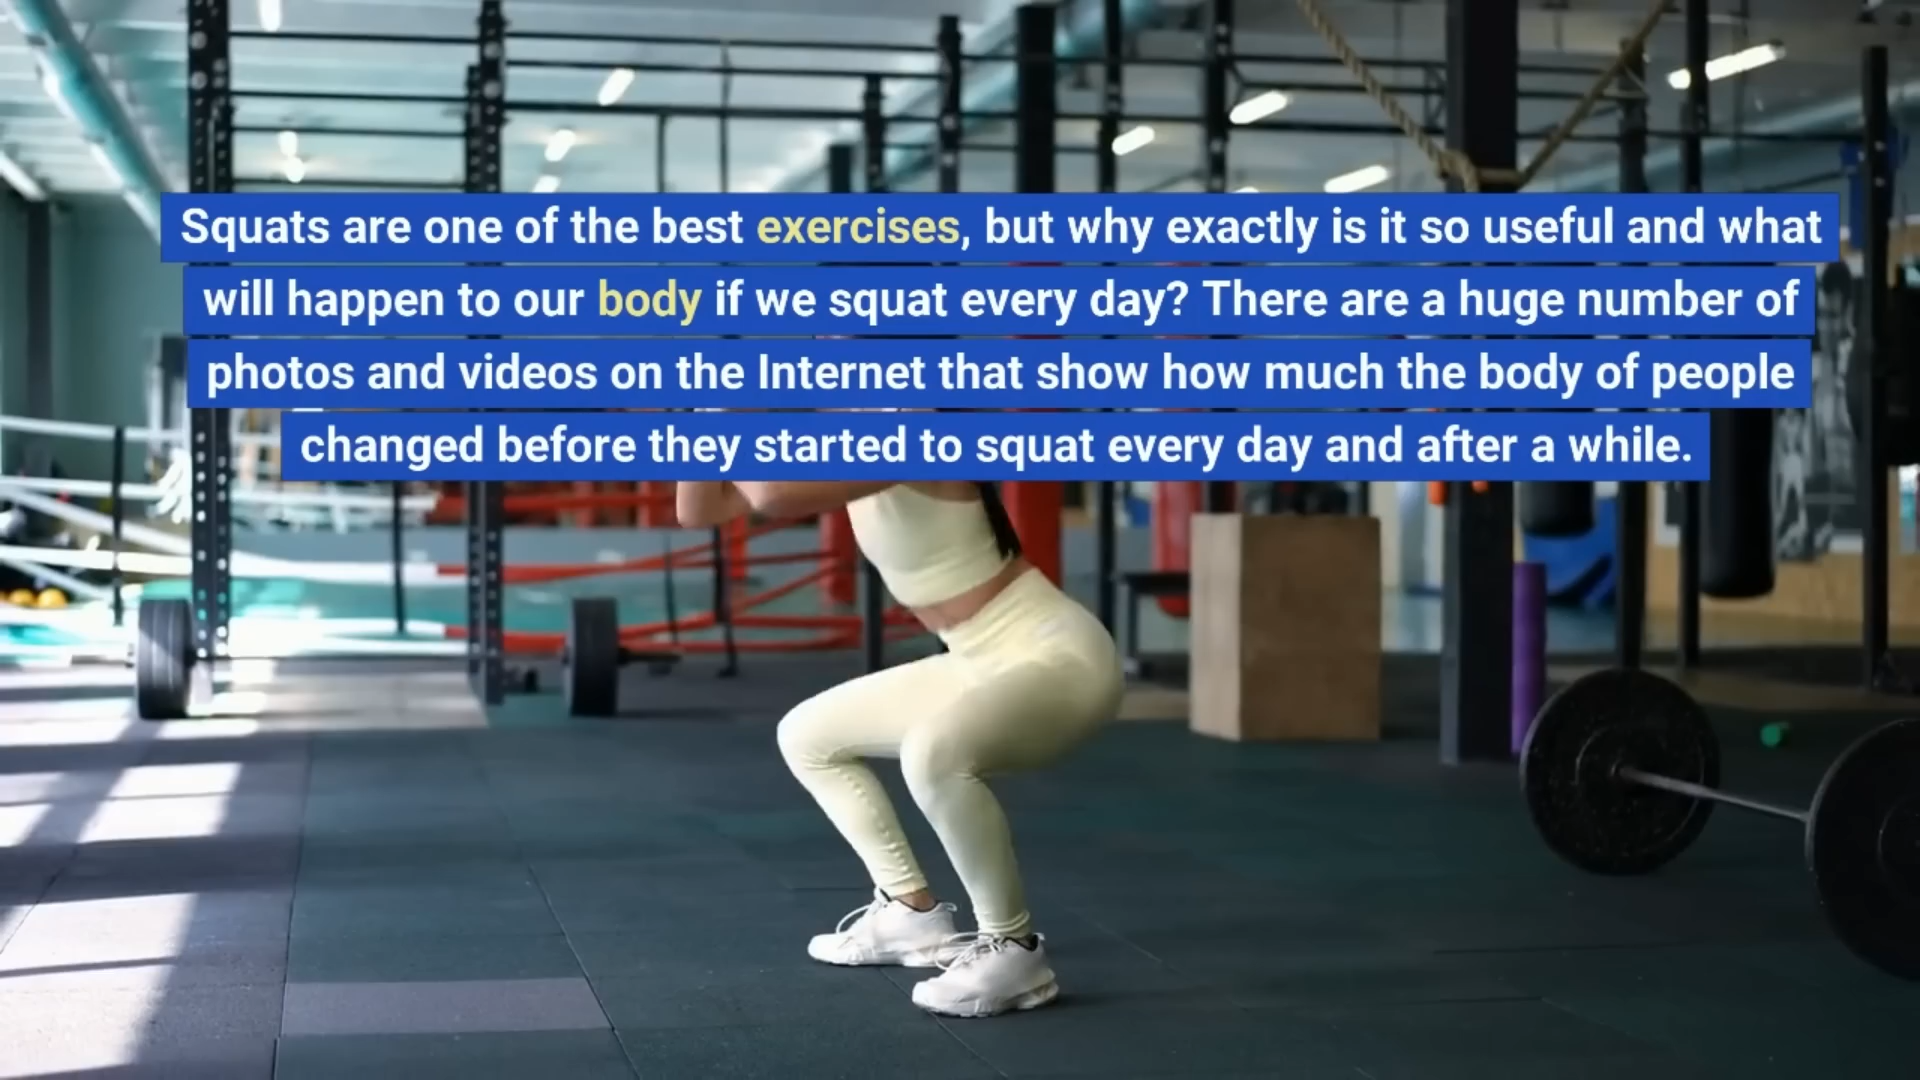 Squats are one of the best exercises, but why exactly is it so useful and what
will happen to our body if we squat every day? There are a huge number of
photos and videos on the Internet that show how much the body of people
changed before they started to squat every day and after a while.